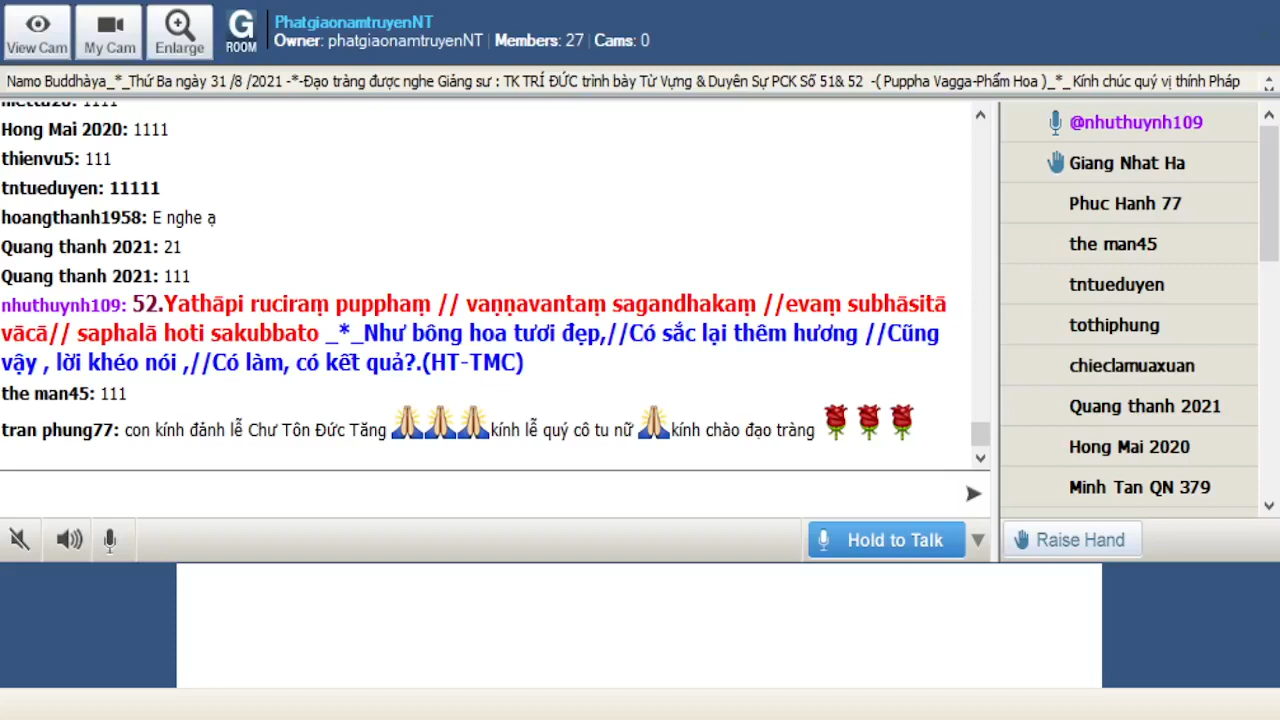 View Cam
My Cam
Enlarge
G
ROOM
PhatgiaonamtruyenNT
Owner: phatgiaonamtruyenNT | Members: 27 | Cams: 0
Namo Buddhàya_*_Thứ Ba ngày 31 /8 /2021 -*-Đạo tràng được nghe Giảng sư : TK TRÍ ĐỨC trình bày Từ Vựng & Duyên Sự PCK Số 51& 52 -( Puppha Vagga-Phẩm Hoa )_*_ Kính chúc quý vị thính Pháp
metta28: 1111
Hong Mai 2020: 1111
thienvu5: 111
tntueduyen: 11111
hoangthanh1958: E nghe ạ
Quang thanh 2021: 21
Quang thanh 2021: 111
nhuthuynh109: 52.Yathāpi ruciraṃ pupphaṃ // vaṇṇavantaṃ sagandhakaṃ //evaṃ subhāsitā
vācā// saphalā hoti sakubbato _*_Như bông hoa tươi đẹp,//Có sắc lại thêm hương //Cũng
vậy , lời khéo nói ,//Có làm, có kết quả?.(HT-TMC)
the man45: 111
tran phung77: con kính đảnh lễ Chư Tôn Đức Tăng kính lễ quý cô tu nữ kính chào đạo tràng
@nhuthuynh109
Giang Nhat Ha
Phuc Hanh 77
the man45
tntueduyen
tothiphung
chieclamuaxuan
Quang thanh 2021
Hong Mai 2020
Minh Tan QN 379
Hold to Talk
Raise Hand